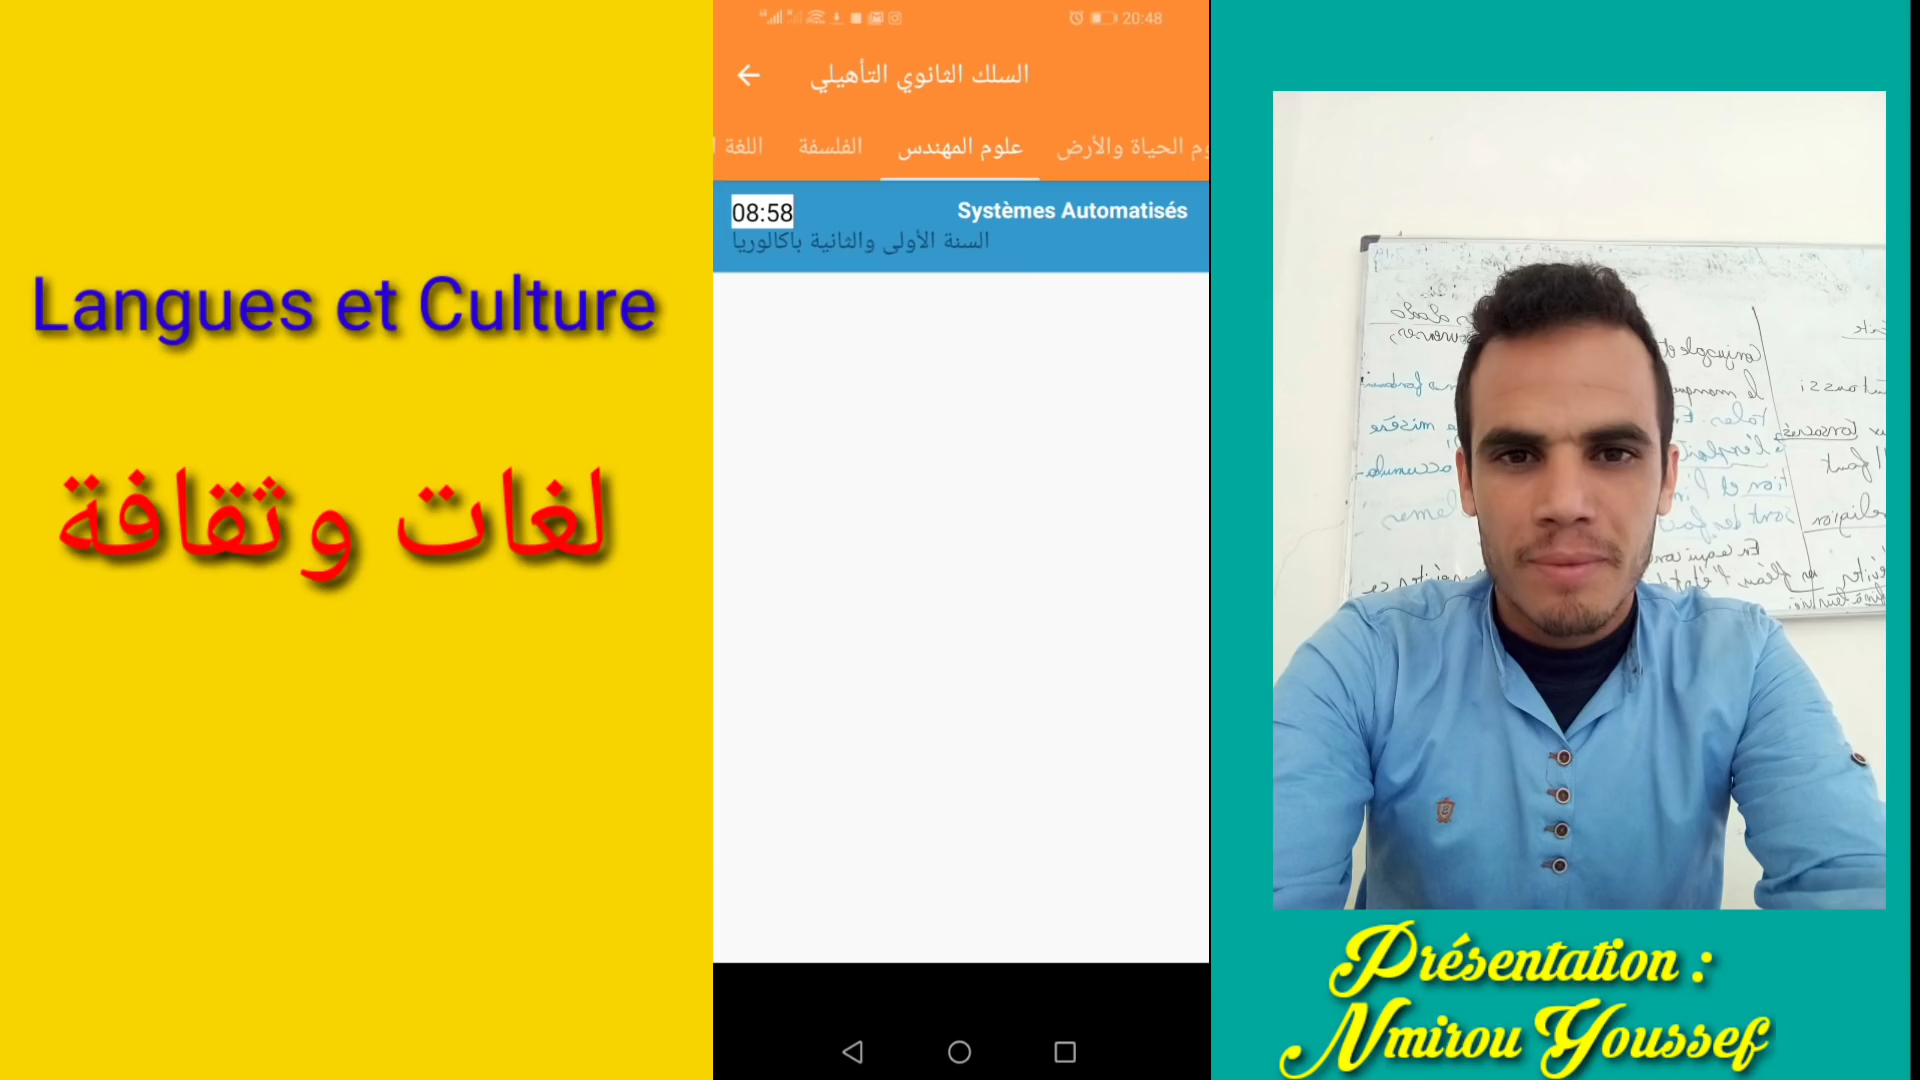 Langues et Culture
لغات وثقافة
20:48
السلك الثانوي التأهيلي
وم الحياة والأرض
علوم المهندس
الفلسفة
اللغة ا
08:58
Systèmes Automatisés
السنة الأولى والثانية باكالوريا
Présentation :
Nmirou Youssef